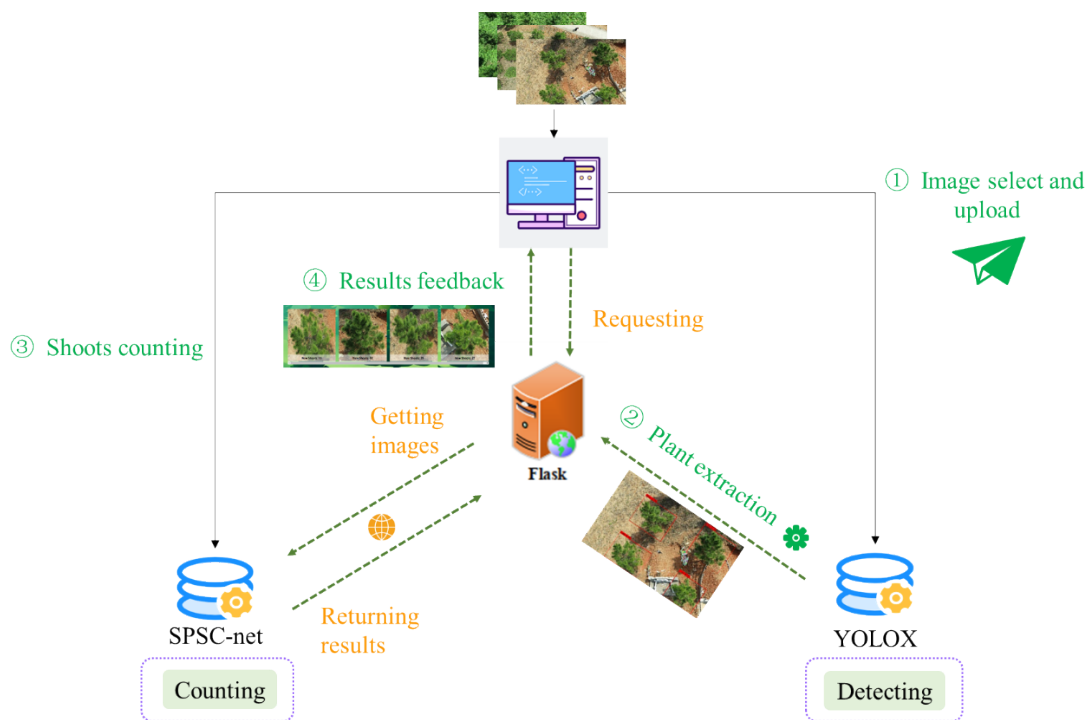 ① Image select and
upload
④ Results feedback
Requesting
③ Shoots counting
Getting
images
② Plant extraction
Flask
Returning
results
SPSC-net
YOLOX
Counting
Detecting